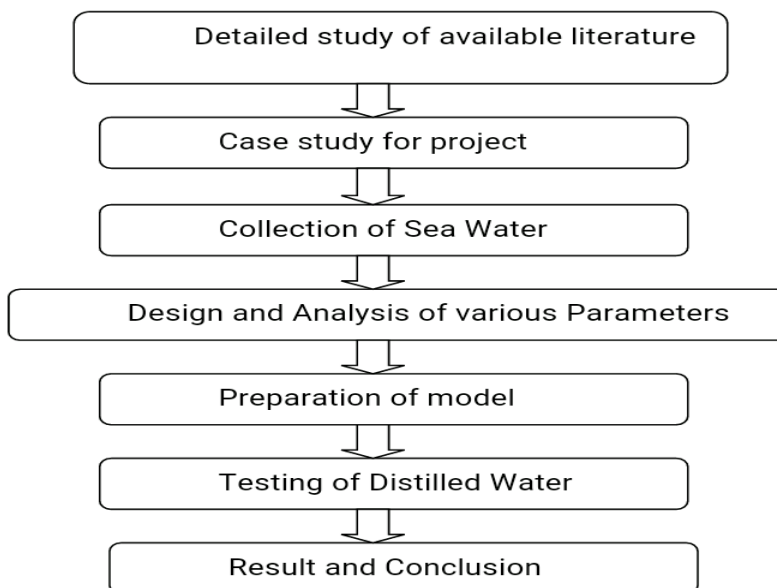 Detailed study of available literature
Case study for project
Collection of Sea Water
Design and Analysis of various Parameters
Preparation of model
Testing of Distilled Water
Result and Conclusion